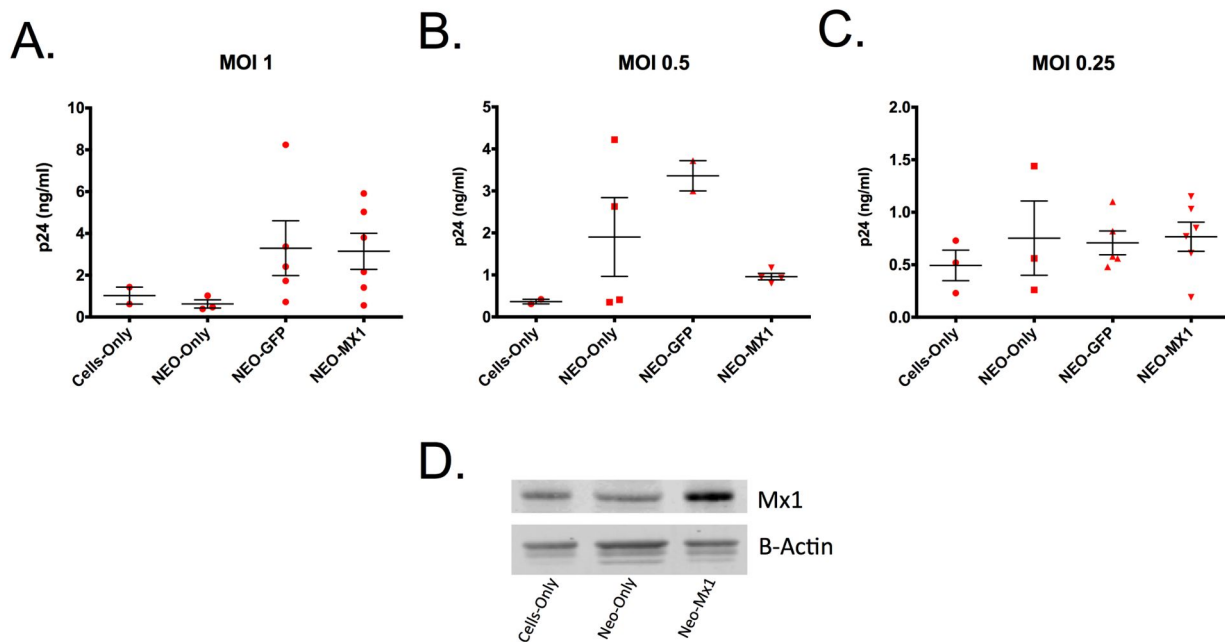 A.
MOI 1
p24 (ng/ml)
10
8
6
4
2
0
Cells-Only
NEO-Only
NEO-GFP
NEO-MX1
B.
MOI 0.5
p24 (ng/ml)
5
4
3
2
1
0
Cells-Only
NEO-Only
NEO-GFP
NEO-MX1
C.
MOI 0.25
p24 (ng/ml)
2.0
1.5
1.0
0.5
0.0
Cells-Only
NEO-Only
NEO-GFP
NEO-MX1
D.
Mx1
B-Actin
Cells-Only
Neo-Only
Neo-Mx1